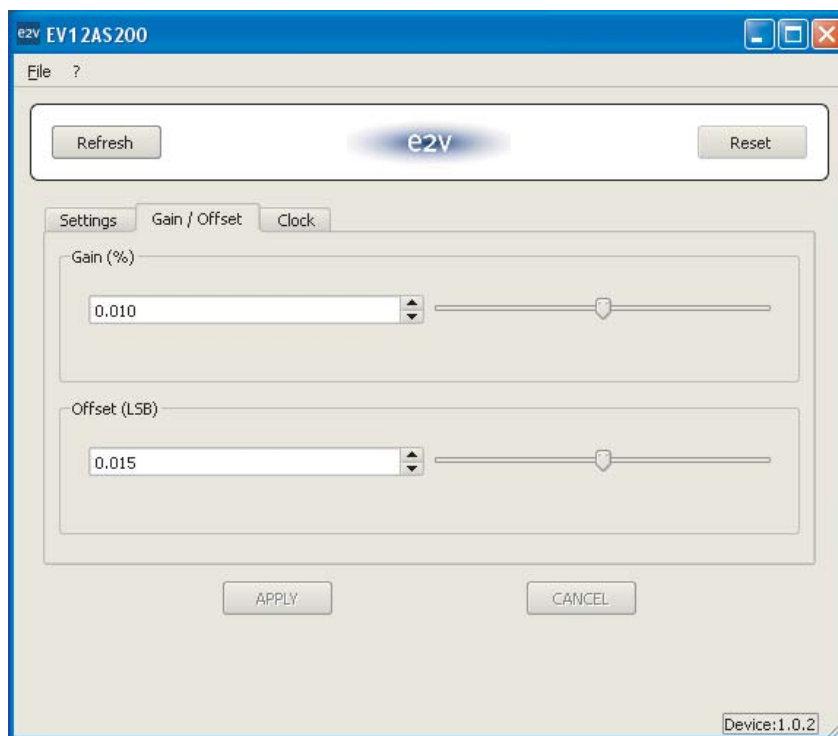 e2v EV12AS200
File ?
Refresh e2v Reset
Settings Gain / Offset Clock
Gain (%)
0.010
Offset (LSB)
0.015
APPLY CANCEL
Device:1.0.2